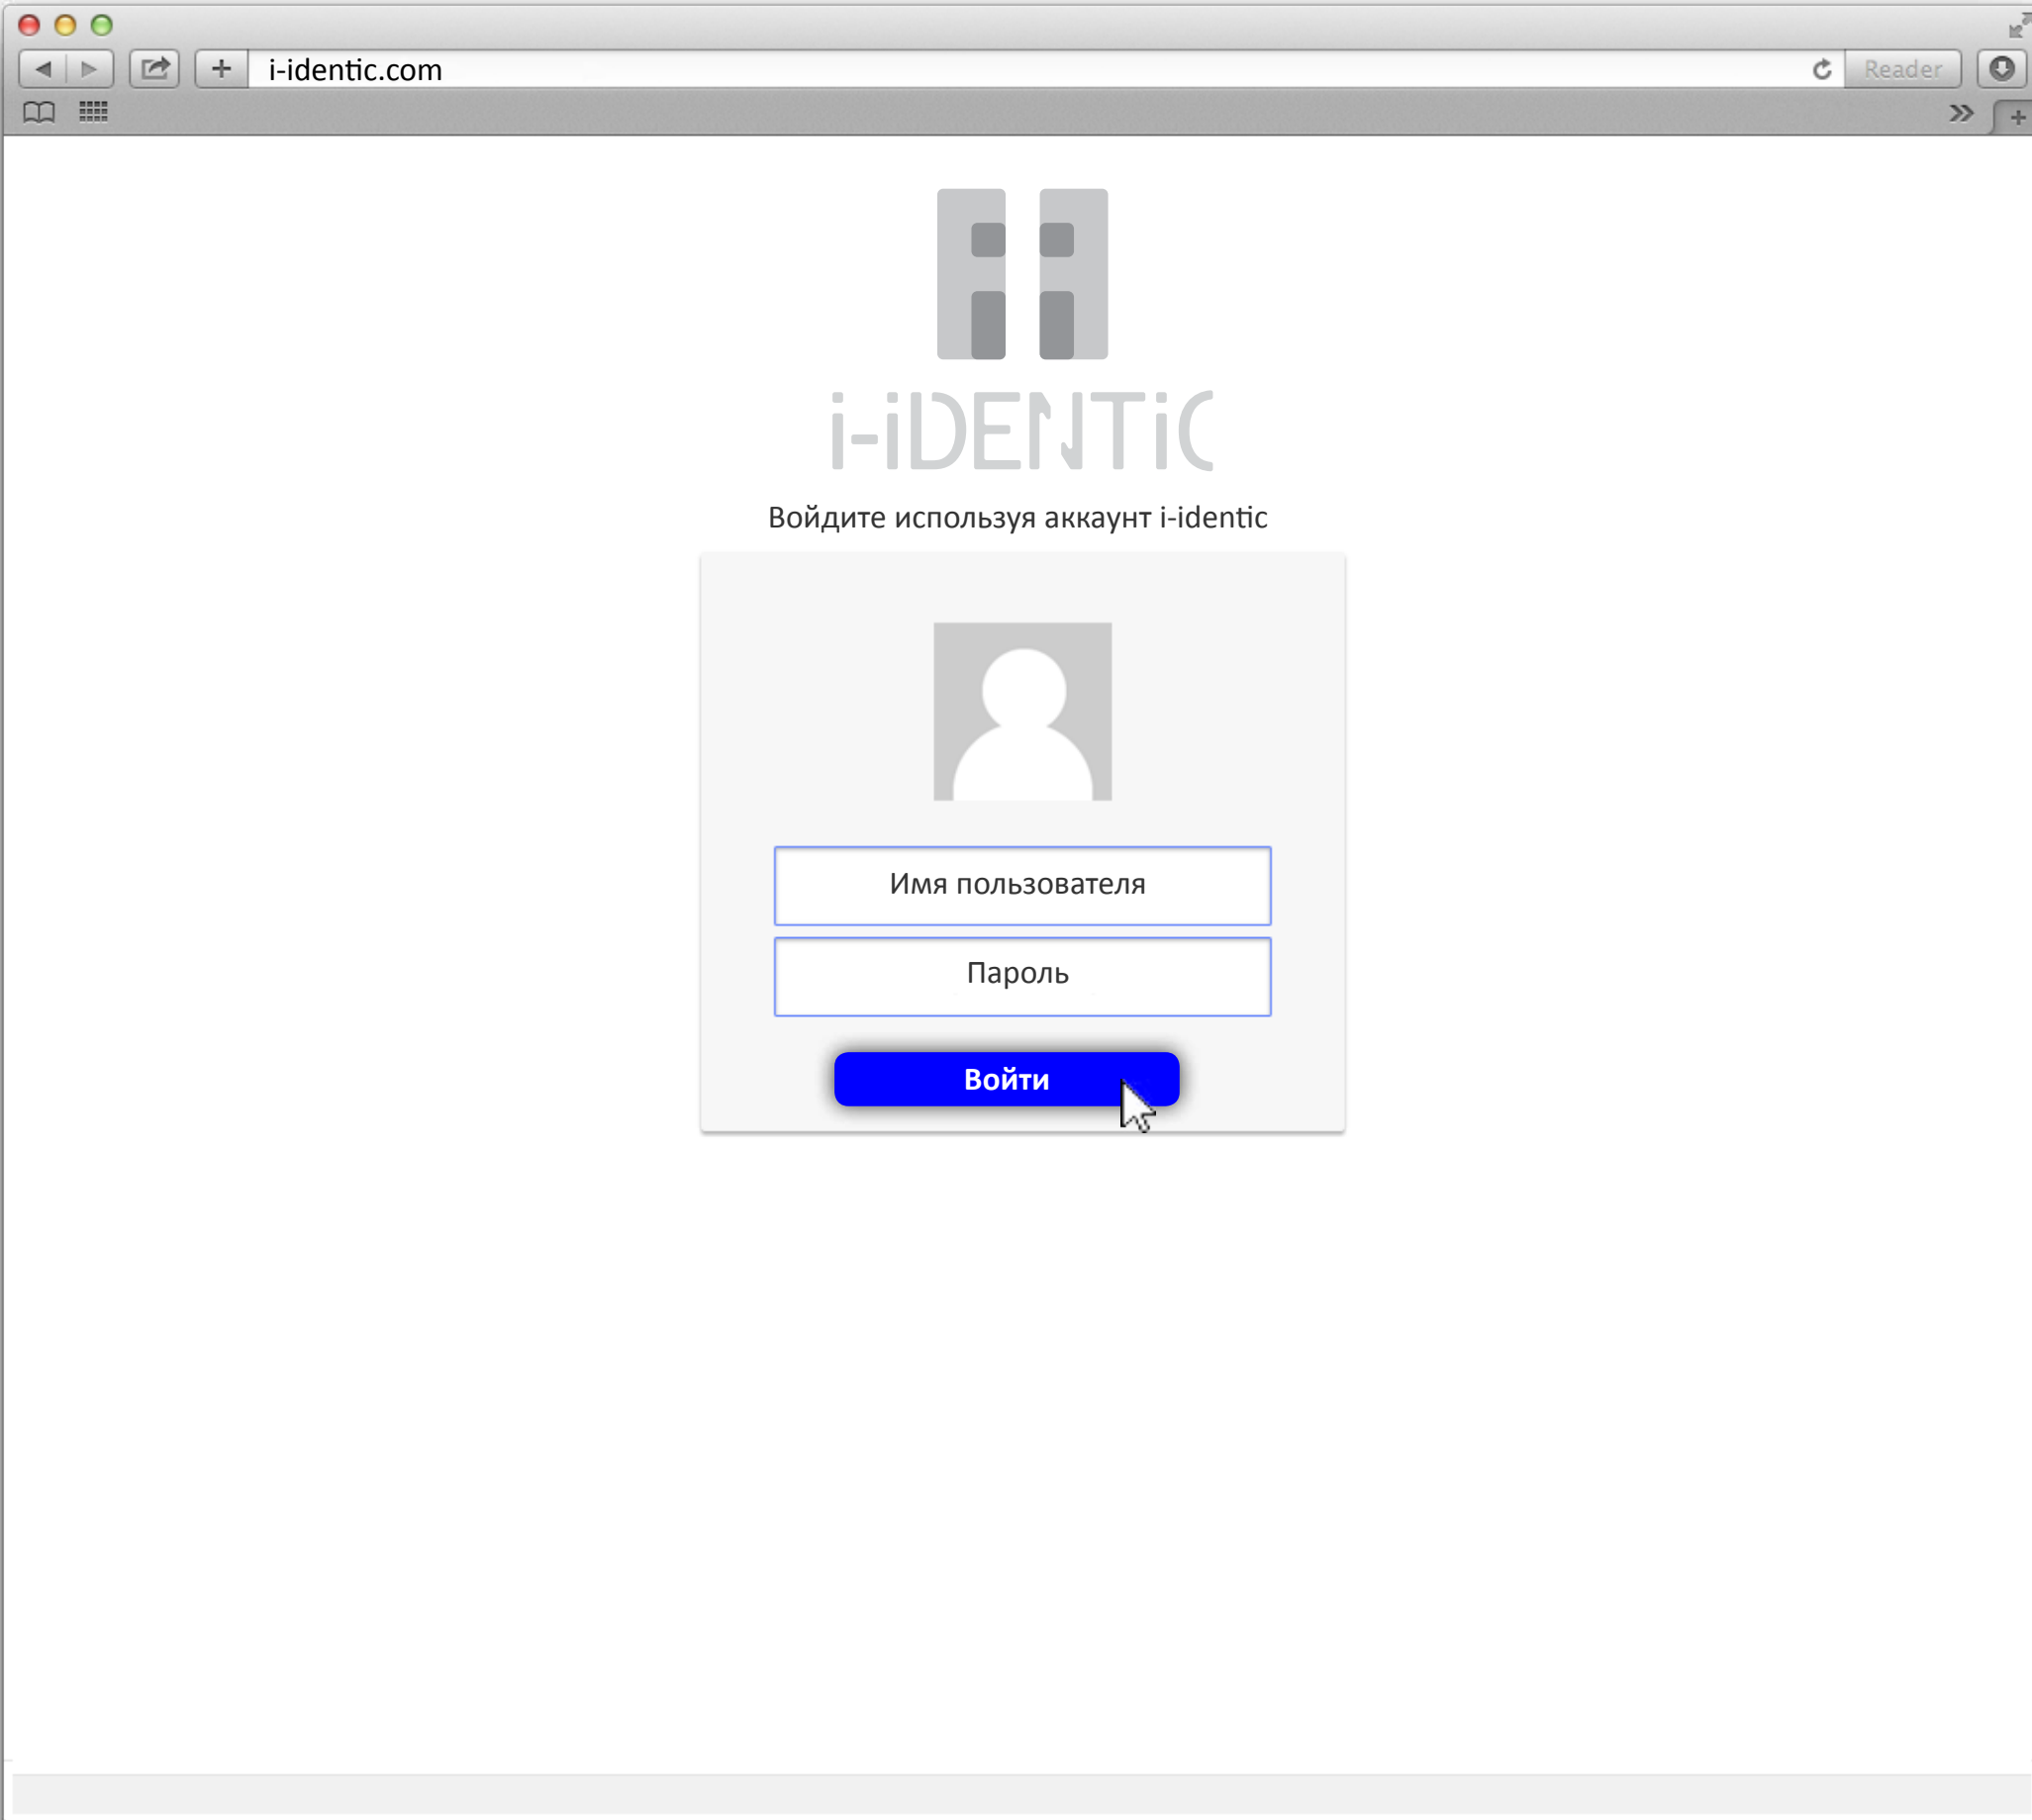 i-identic.com
Reader
i-iDENTiC
Войдите используя аккаунт i-identic
Имя пользователя
Пароль
Войти